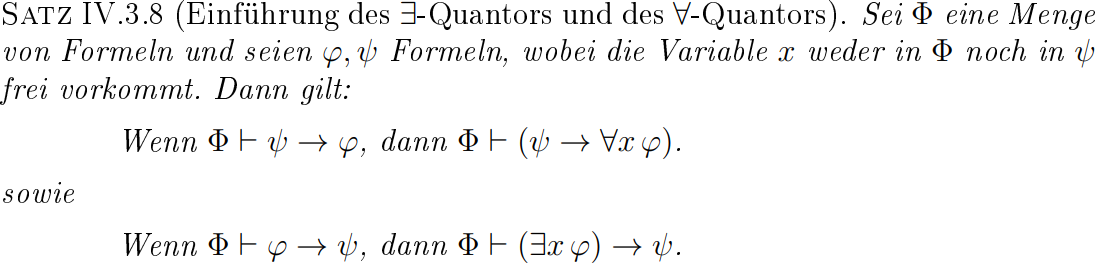 SATZ IV.3.8 (Einführung des ∃-Quantors und des ∀-Quantors). Sei Φ eine Menge
von Formeln und seien φ, ψ Formeln, wobei die Variable x weder in Φ noch in ψ
frei vorkommt. Dann gilt:
Wenn Φ ⊢ ψ → φ, dann Φ ⊢ (ψ → ∀x φ).
sowie
Wenn Φ ⊢ φ → ψ, dann Φ ⊢ (∃x φ) → ψ.